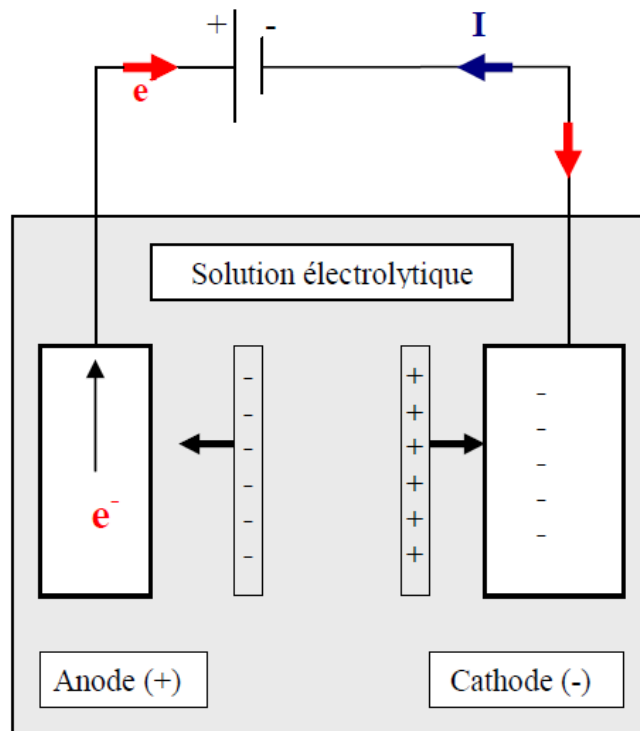 + - I
e-
Solution électrolytique
- +
- + -
- + -
- + -
- + -
- + -
e-
Anode (+) Cathode (-)